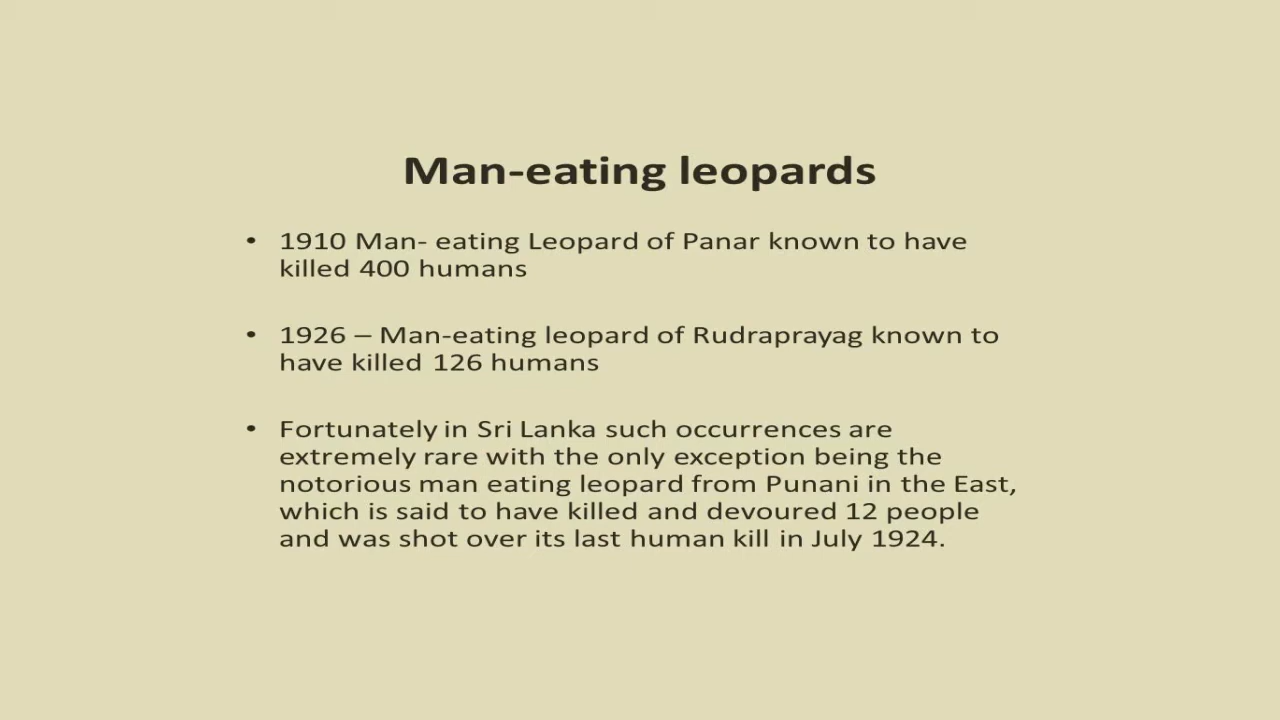 Man-eating leopards
• 1910 Man- eating Leopard of Panar known to have
killed 400 humans
• 1926 – Man-eating leopard of Rudraprayag known to
have killed 126 humans
• Fortunately in Sri Lanka such occurrences are
extremely rare with the only exception being the
notorious man eating leopard from Punani in the East,
which is said to have killed and devoured 12 people
and was shot over its last human kill in July 1924.